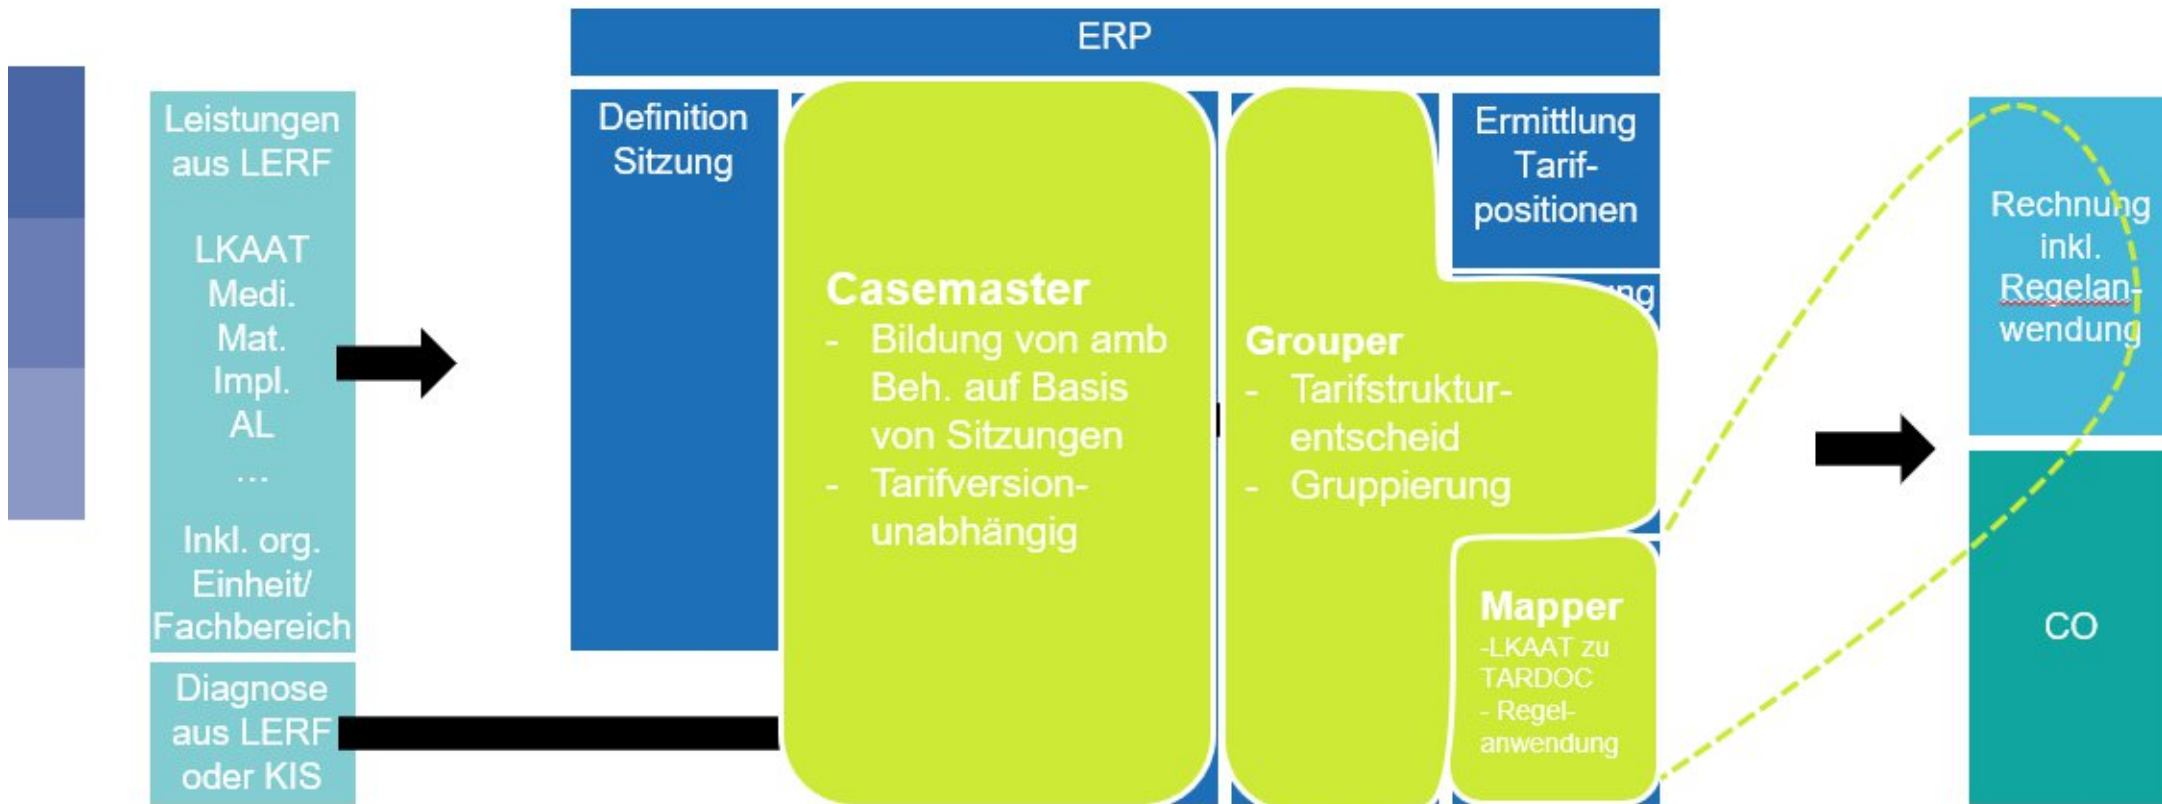 ERP
Leistungen
aus LERF
LKAAT
Medi.
Mat.
Impl.
AL
...
Inkl. org.
Einheit/
Fachbereich
Diagnose
aus LERF
oder KIS
Definition
Sitzung
Casemaster
- Bildung von amb
Beh. auf Basis
von Sitzungen
- Tarifversion-
unabhängig
Grouper
- Tarifstruktur-
entscheid
- Gruppierung
Ermittlung
Tarif-
positionen
ng
Mapper
-LKAAT zu
TARDOC
- Regel-
anwendung
Rechnung
inkl.
Regelan-
wendung
CO